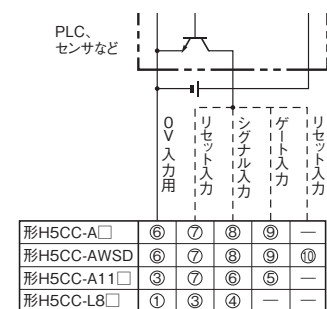 PLC、
センサなど
0V入力用
リセット入力
シグナル入力
ゲート入力
リセット入力
形H5CC-A□ ⑥ ⑦ ⑧ ⑨ ―
形H5CC-AWSD ⑥ ⑦ ⑧ ⑨ ⑩
形H5CC-A11□ ③ ⑦ ⑥ ⑤ ―
形H5CC-L8□ ① ③ ④ ― ―